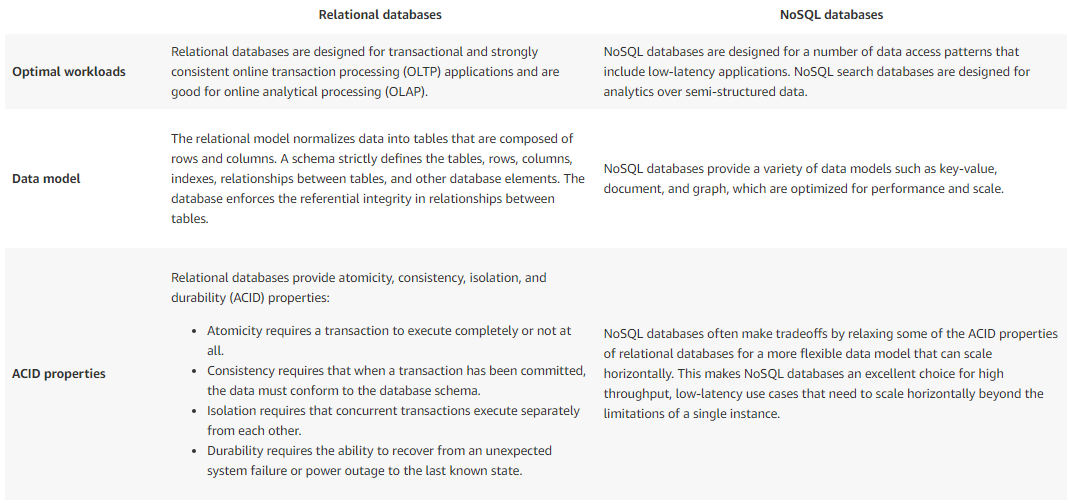 Relational databases
NoSQL databases
Optimal workloads
Relational databases are designed for transactional and strongly
consistent online transaction processing (OLTP) applications and are
good for online analytical processing (OLAP).
NoSQL databases are designed for a number of data access patterns that
include low-latency applications. NoSQL search databases are designed for
analytics over semi-structured data.
Data model
The relational model normalizes data into tables that are composed of
rows and columns. A schema strictly defines the tables, rows, columns,
indexes, relationships between tables, and other database elements. The
database enforces the referential integrity in relationships between
tables.
NoSQL databases provide a variety of data models such as key-value,
document, and graph, which are optimized for performance and scale.
ACID properties
Relational databases provide atomicity, consistency, isolation, and
durability (ACID) properties:
• Atomicity requires a transaction to execute completely or not at
all.
• Consistency requires that when a transaction has been committed,
the data must conform to the database schema.
• Isolation requires that concurrent transactions execute separately
from each other.
• Durability requires the ability to recover from an unexpected
system failure or power outage to the last known state.
NoSQL databases often make tradeoffs by relaxing some of the ACID properties
of relational databases for a more flexible data model that can scale
horizontally. This makes NoSQL databases an excellent choice for high
throughput, low-latency use cases that need to scale horizontally beyond the
limitations of a single instance.